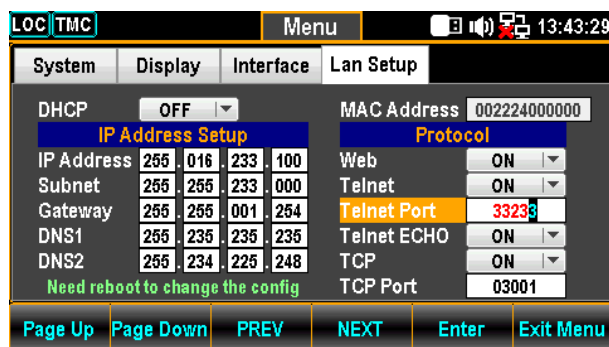 LOC TMC Menu 13:43:29
System Display Interface Lan Setup
DHCP OFF MAC Address 002224000000
IP Address Setup Protocol
IP Address 255 . 016 . 233 . 100 Web ON
Subnet 255 . 255 . 233 . 000 Telnet ON
Gateway 255 . 255 . 001 . 254 Telnet Port 33233
DNS1 255 . 235 . 235 . 235 Telnet ECHO ON
DNS2 255 . 234 . 225 . 248 TCP ON
Need reboot to change the config TCP Port 03001
Page Up Page Down PREV NEXT Enter Exit Menu